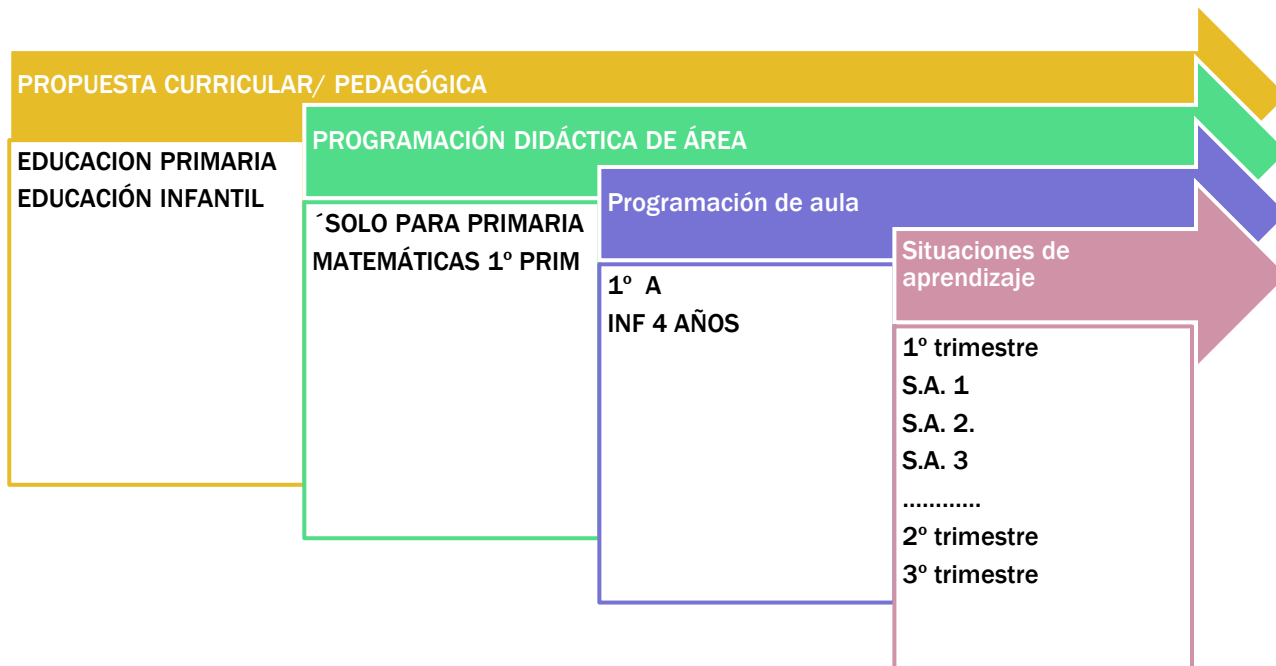 PROPUESTA CURRICULAR/ PEDAGÓGICA
EDUCACION PRIMARIA
EDUCACIÓN INFANTIL
PROGRAMACIÓN DIDÁCTICA DE ÁREA
´SOLO PARA PRIMARIA
MATEMÁTICAS 1º PRIM
Programación de aula
1º A
INF 4 AÑOS
Situaciones de
aprendizaje
1º trimestre
S.A. 1
S.A. 2.
S.A. 3
............
2º trimestre
3º trimestre